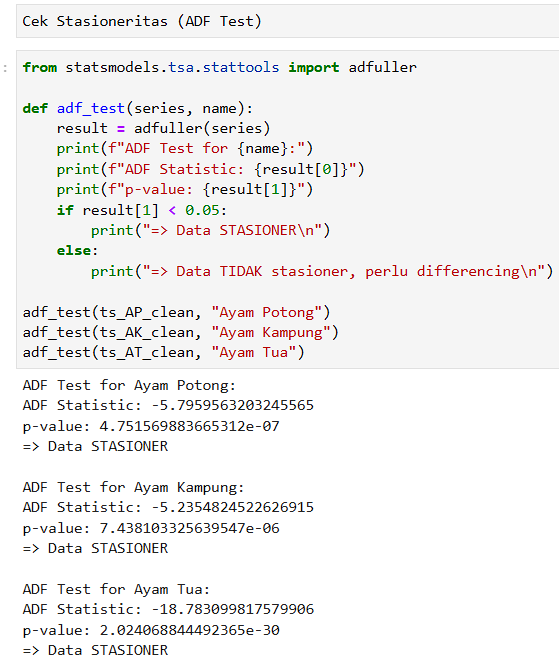 Cek Stasioneritas (ADF Test)
:
from statsmodels.tsa.stattools import adfuller
def adf_test(series, name):
    result = adfuller(series)
    print(f"ADF Test for {name}:")
    print(f"ADF Statistic: {result[0]}")
    print(f"p-value: {result[1]}")
    if result[1] < 0.05:
        print("=> Data STASIONER\n")
    else:
        print("=> Data TIDAK stasioner, perlu differencing\n")
adf_test(ts_AP_clean, "Ayam Potong")
adf_test(ts_AK_clean, "Ayam Kampung")
adf_test(ts_AT_clean, "Ayam Tua")
ADF Test for Ayam Potong:
ADF Statistic: -5.7959563203245565
p-value: 4.751569883665312e-07
=> Data STASIONER
ADF Test for Ayam Kampung:
ADF Statistic: -5.2354824522626915
p-value: 7.438103325639547e-06
=> Data STASIONER
ADF Test for Ayam Tua:
ADF Statistic: -18.783099817579906
p-value: 2.024068844492365e-30
=> Data STASIONER